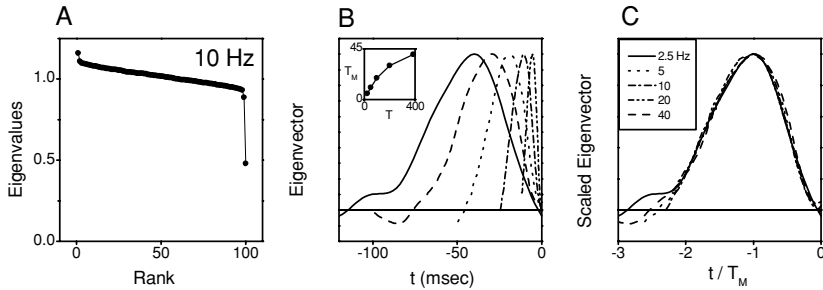 A
10 Hz
Eigenvalues
1.0
0.5
0.0
0
50
100
Rank
B
Eigenvector
45
T_M
0
0
400
T
-100
-50
0
t (msec)
C
Scaled Eigenvector
2.5 Hz
5
10
20
40
-3
-2
-1
0
t / T_M